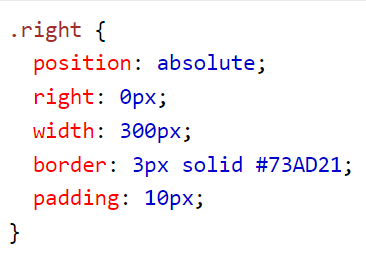 .right {
  position: absolute;
  right: 0px;
  width: 300px;
  border: 3px solid #73AD21;
  padding: 10px;
}